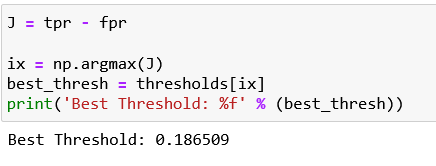 J = tpr - fpr
ix = np.argmax(J)
best_thresh = thresholds[ix]
print('Best Threshold: %f' % (best_thresh))
Best Threshold: 0.186509